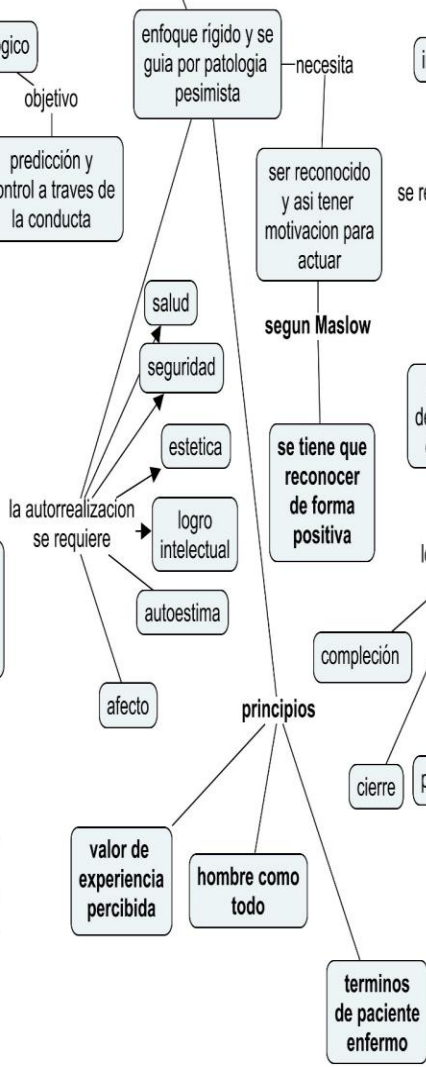 gico
objetivo
predicción y
ontrol a traves de
la conducta
enfoque rígido y se
guia por patologia
pesimista
necesita
ser reconocido
y asi tener
motivacion para
actuar
segun Maslow
se tiene que
reconocer
de forma
positiva
salud
seguridad
estetica
la autorrealizacion
se requiere
logro
intelectual
autoestima
afecto
principios
valor de
experiencia
percibida
hombre como
todo
terminos
de paciente
enfermo
se re
de
compleción
cierre